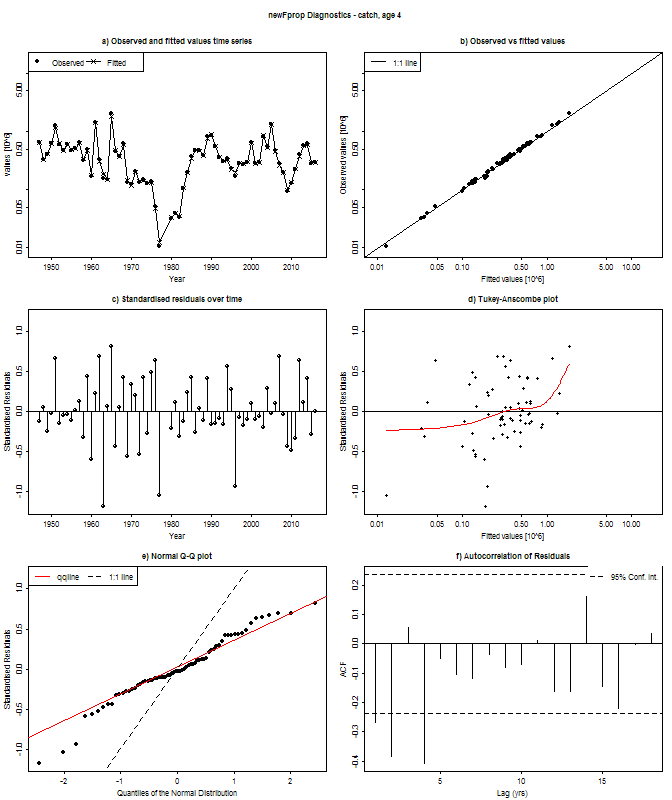 newFprop Diagnostics - catch, age 4
a) Observed and fitted values time series
Observed Fitted
values [10^6]
0.01 0.05 0.50 5.00
1950 1960 1970 1980 1990 2000 2010
Year
b) Observed vs fitted values
1:1 line
Observed values [10^6]
0.01 0.05 0.50 5.00
0.01 0.05 0.10 0.50 1.00 5.00 10.00
Fitted values [10^6]
c) Standardised residuals over time
Standardised Residuals
-1.0 -0.5 0.0 0.5 1.0
1950 1960 1970 1980 1990 2000 2010
Year
d) Tukey-Anscombe plot
Standardised Residuals
-1.0 -0.5 0.0 0.5 1.0
0.01 0.05 0.10 0.50 1.00 5.00 10.00
Fitted values [10^6]
e) Normal Q-Q plot
qqline 1:1 line
Standardised Residuals
-1.0 -0.5 0.0 0.5 1.0
-2 -1 0 1 2
Quantiles of the Normal Distribution
f) Autocorrelation of Residuals
95% Conf. Int.
ACF
-0.4 -0.3 -0.2 -0.1 0.0 0.1 0.2
5 10 15
Lag (yrs)